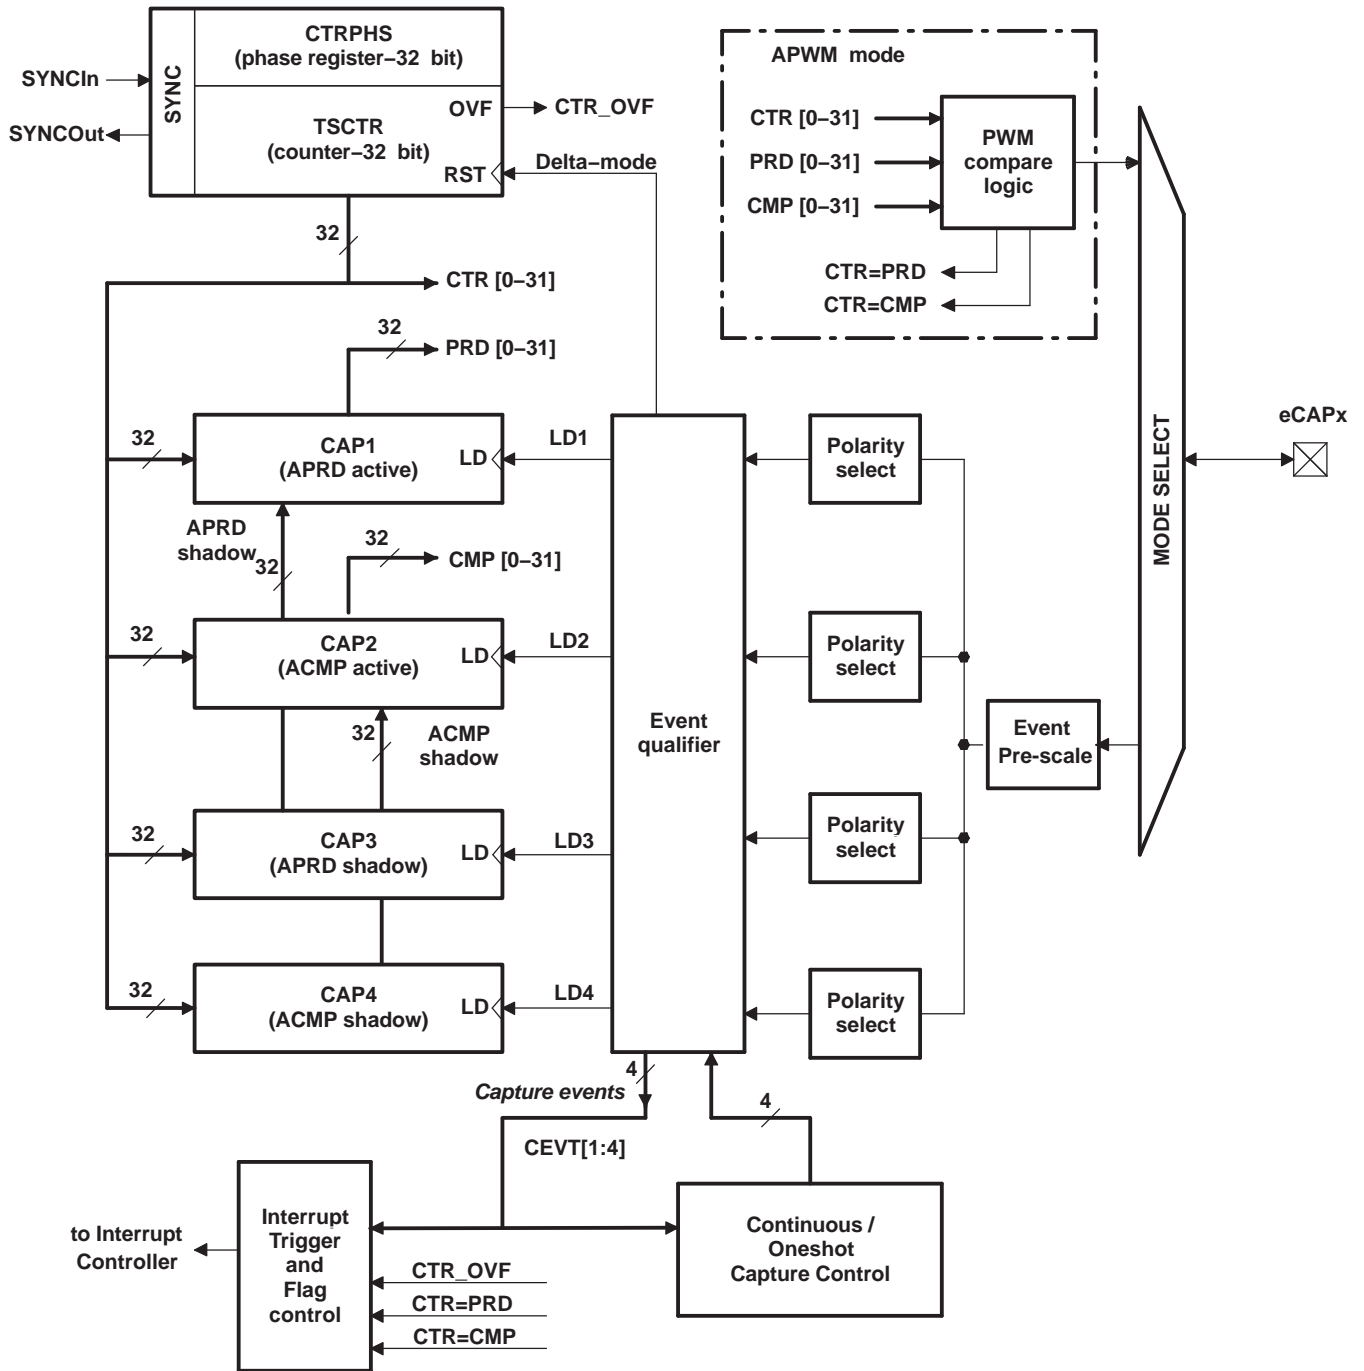 CTRPHS
(phase register−32 bit)
SYNC
SYNCIn
SYNCOut
OVF
CTR_OVF
TSCTR
(counter−32 bit)
RST
Delta−mode
32
CTR [0−31]
32
PRD [0−31]
APWM mode
CTR [0−31]
PRD [0−31]
CMP [0−31]
PWM
compare
logic
CTR=PRD
CTR=CMP
MODE SELECT
eCAPx
32
CAP1
(APRD active)
LD
LD1
Polarity
select
APRD
shadow
32
32
CMP [0−31]
32
CAP2
(ACMP active)
LD
LD2
Polarity
select
32
ACMP
shadow
Event
qualifier
Event
Pre-scale
32
CAP3
(APRD shadow)
LD
LD3
Polarity
select
32
CAP4
(ACMP shadow)
LD
LD4
Polarity
select
4
Capture events
CEVT[1:4]
4
to Interrupt
Controller
Interrupt
Trigger
and
Flag
control
CTR_OVF
CTR=PRD
CTR=CMP
Continuous /
Oneshot
Capture Control